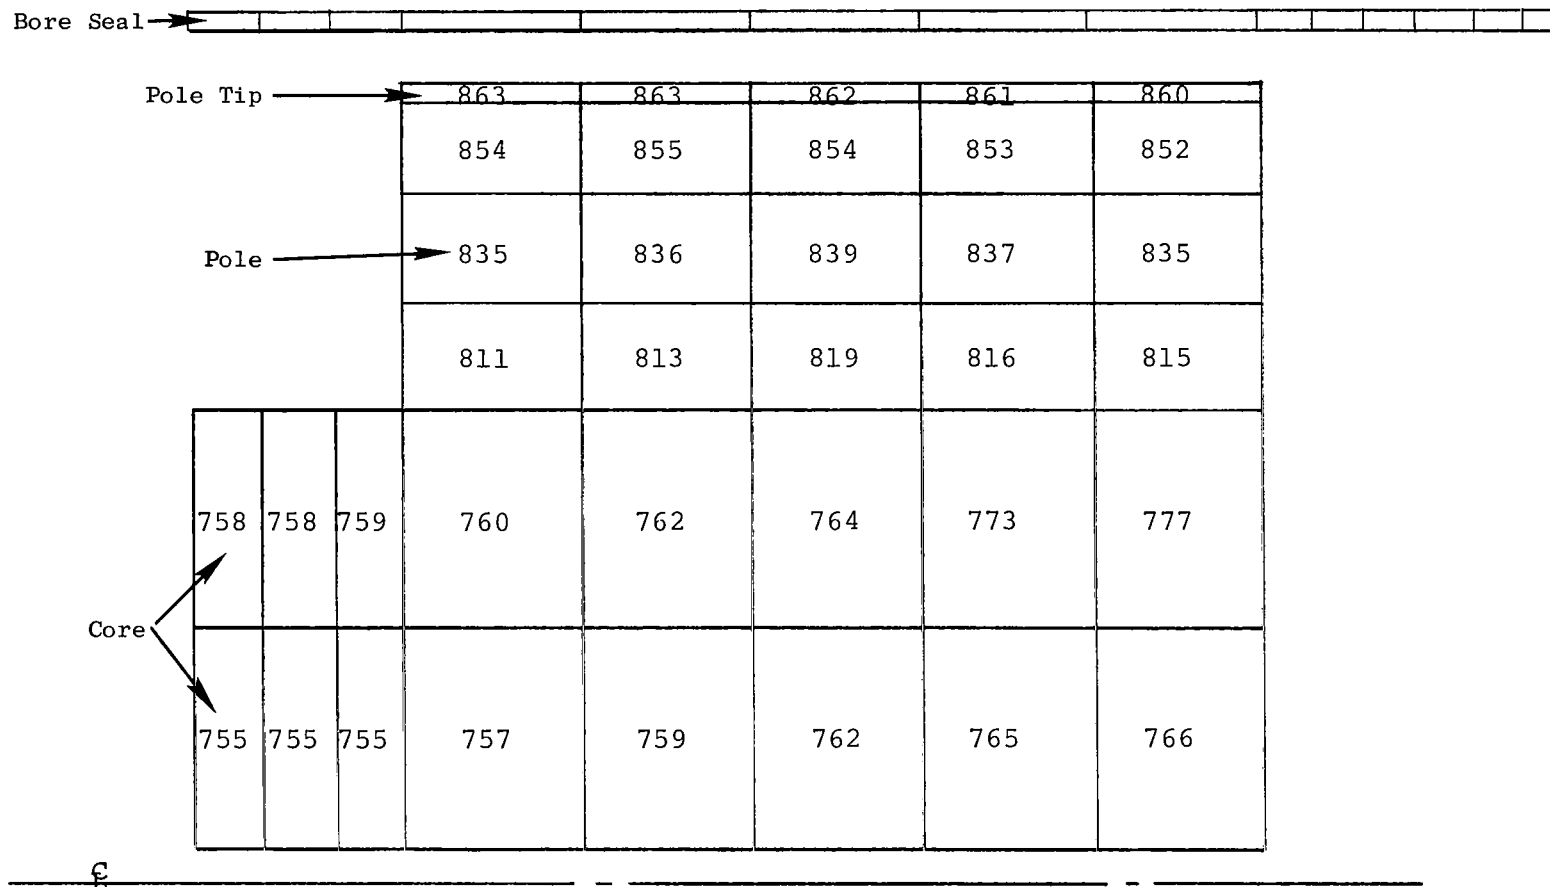 Bore Seal
Pole Tip 863 863 862 861 860
854 855 854 853 852
Pole 835 836 839 837 835
811 813 819 816 815
758 758 759 760 762 764 773 777
Core
755 755 755 757 759 762 765 766
℄